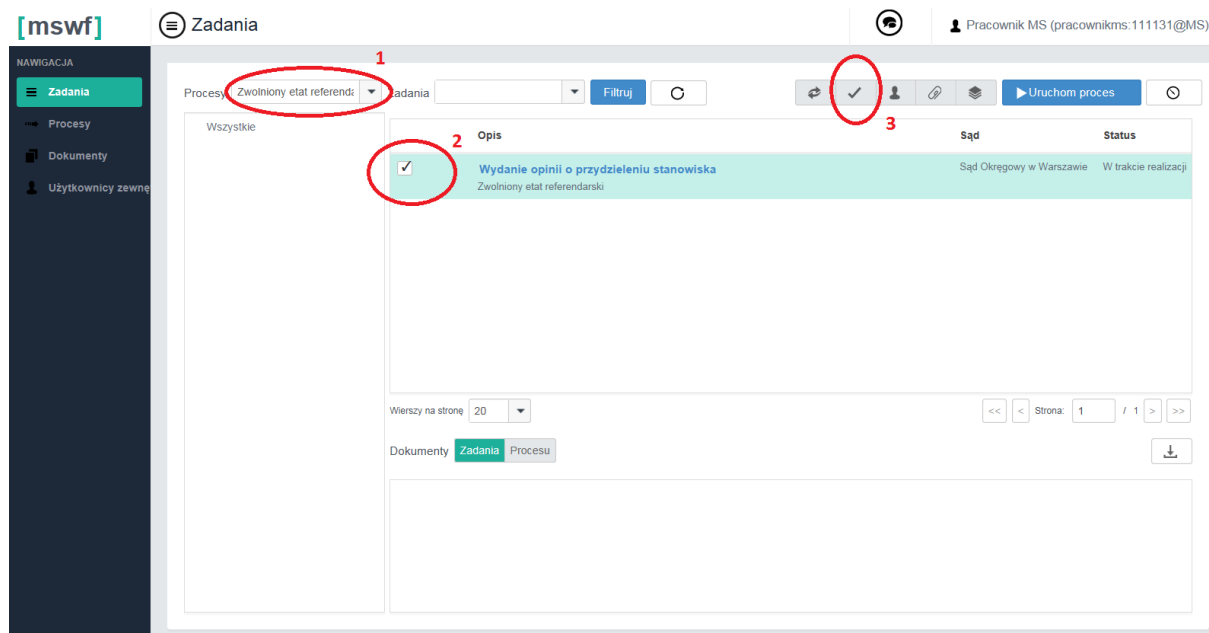 [mswf]
Zadania
Pracownik MS (pracownikms:111131@MS)
NAWIGACJA
Zadania
Procesy
Dokumenty
Użytkownicy zewnę
1
Procesy Zwolniony etat referenda zadania Filtruj Uruchom proces
3
Wszystkie
2
Opis Sąd Status
Wydanie opinii o przydzieleniu stanowiska Sąd Okręgowy w Warszawie W trakcie realizacji
Zwolniony etat referendarski
Wierszy na stronę 20 << < Strona: 1 / 1 > >>
Dokumenty Zadania Procesu